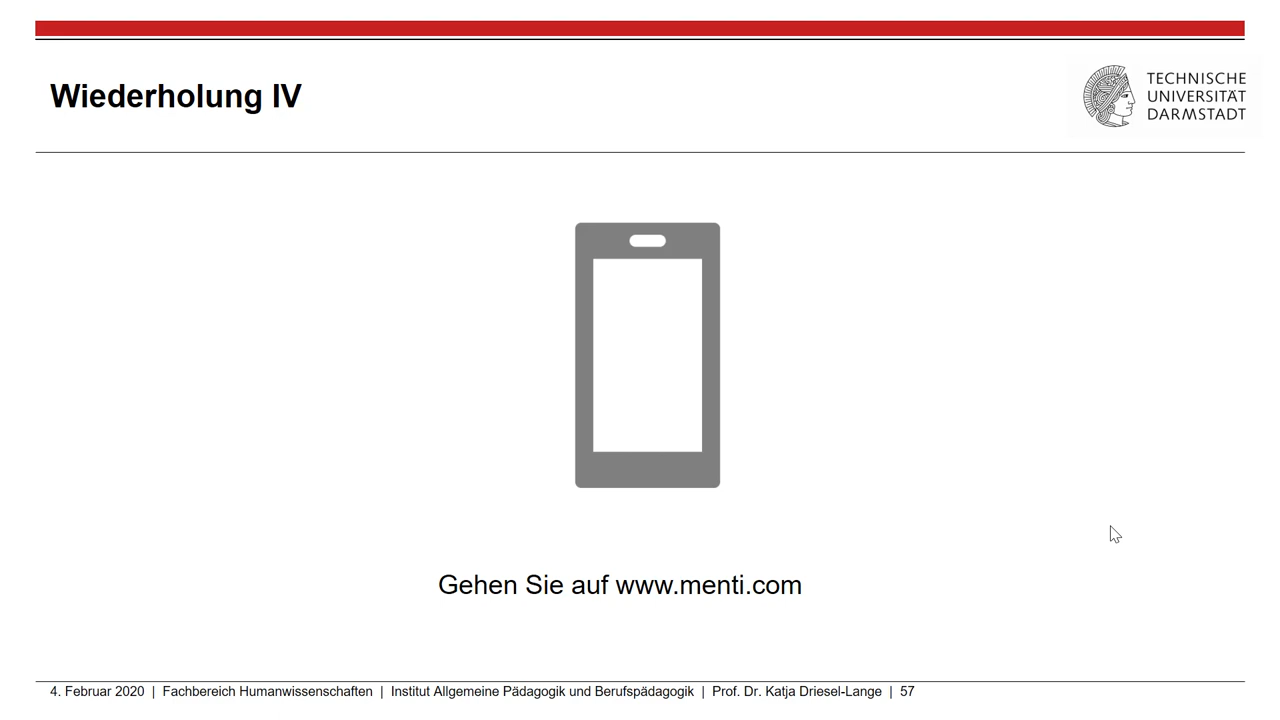 Wiederholung IV
TECHNISCHE
UNIVERSITÄT
DARMSTADT
Gehen Sie auf www.menti.com
4. Februar 2020 | Fachbereich Humanwissenschaften | Institut Allgemeine Pädagogik und Berufspädagogik | Prof. Dr. Katja Driesel-Lange | 57